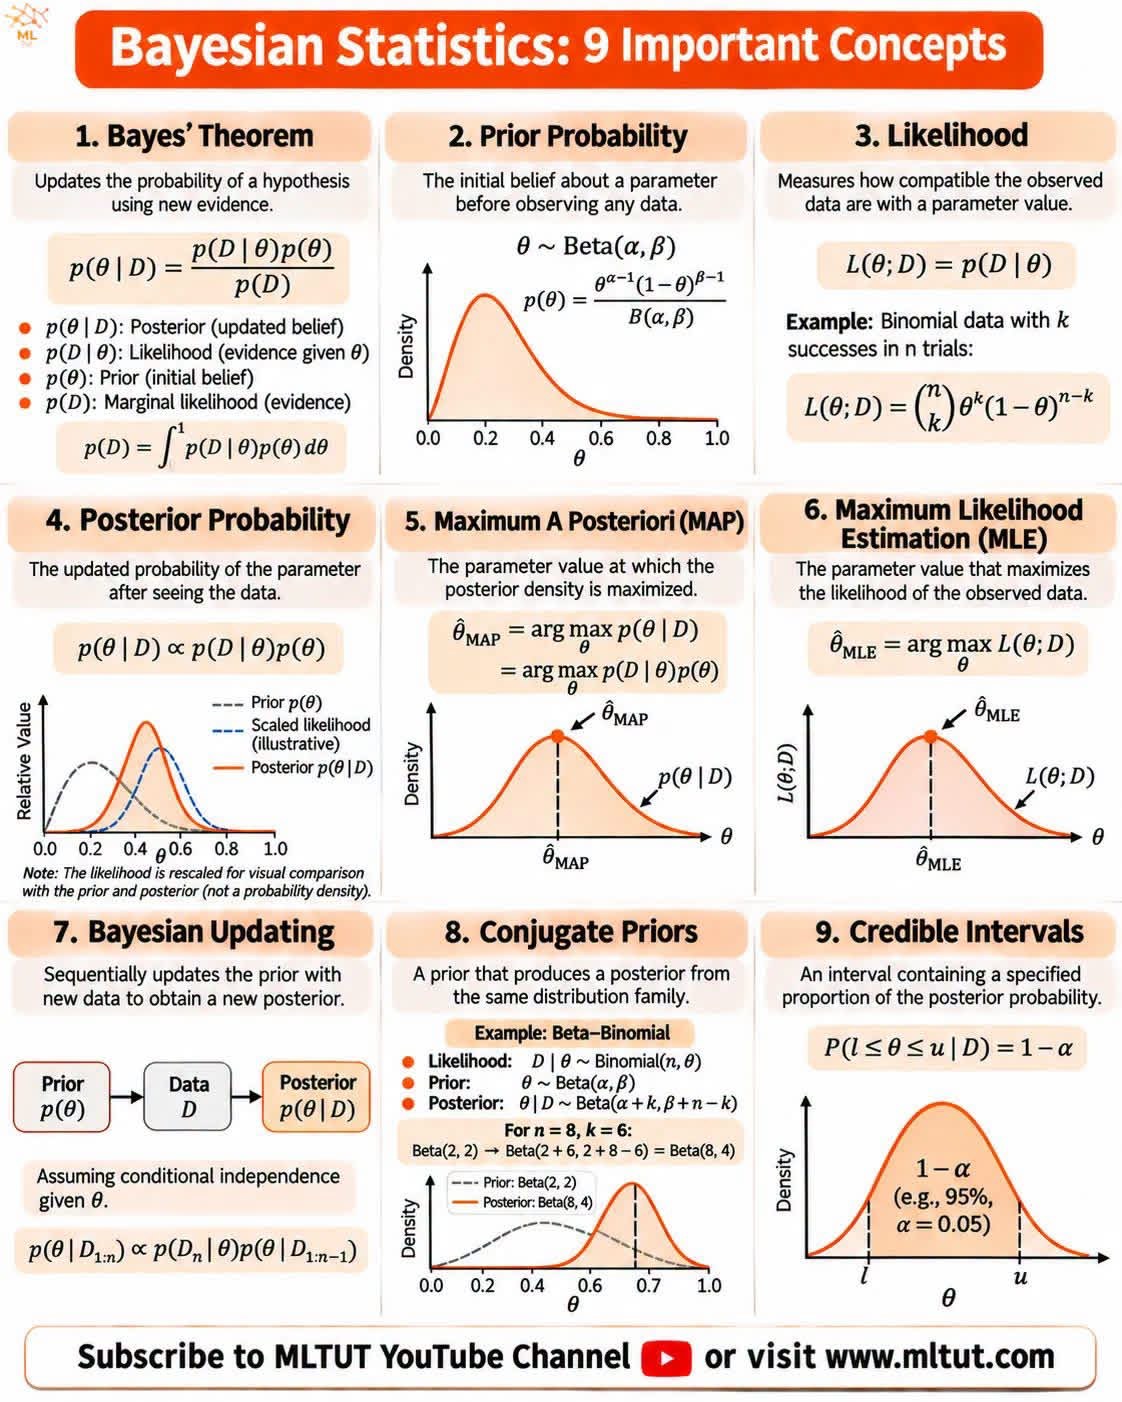 ML
Bayesian Statistics: 9 Important Concepts
1. Bayes' Theorem
Updates the probability of a hypothesis
using new evidence.
p(θ | D) = p(D | θ)p(θ) / p(D)
p(θ | D): Posterior (updated belief)
p(D | θ): Likelihood (evidence given θ)
p(θ): Prior (initial belief)
p(D): Marginal likelihood (evidence)
p(D) = ∫¹ p(D | θ)p(θ) dθ
2. Prior Probability
The initial belief about a parameter
before observing any data.
θ ~ Beta(α, β)
p(θ) = θ^α−1(1−θ)^β−1 / B(α, β)
Density
0.0 0.2 0.4 0.6 0.8 1.0
θ
3. Likelihood
Measures how compatible the observed
data are with a parameter value.
L(θ; D) = p(D | θ)
Example: Binomial data with k
successes in n trials:
L(θ; D) = (n k) θ^k (1 − θ)^n−k
4. Posterior Probability
The updated probability of the parameter
after seeing the data.
p(θ | D) ∝ p(D | θ)p(θ)
Prior p(θ)
Scaled likelihood
(illustrative)
Posterior p(θ | D)
Relative Value
0.0 0.2 0.4 0.6 0.8 1.0
θ
Note: The likelihood is rescaled for visual comparison
with the prior and posterior (not a probability density).
5. Maximum A Posteriori (MAP)
The parameter value at which the
posterior density is maximized.
θ̂MAP = arg max p(θ | D)
θ
= arg max p(D | θ)p(θ)
θ
θ̂MAP
p(θ | D)
Density
θ
θ̂MAP
6. Maximum Likelihood
Estimation (MLE)
The parameter value that maximizes
the likelihood of the observed data.
θ̂MLE = arg max L(θ; D)
θ
θ̂MLE
L(θ; D)
L(θ; D)
θ
θ̂MLE
7. Bayesian Updating
Sequentially updates the prior with
new data to obtain a new posterior.
Prior
p(θ)
Data
D
Posterior
p(θ | D)
Assuming conditional independence
given θ.
p(θ | D1:n) ∝ p(Dn | θ)p(θ | D1:n−1)
8. Conjugate Priors
A prior that produces a posterior from
the same distribution family.
Example: Beta–Binomial
Likelihood: D | θ ~ Binomial(n, θ)
Prior: θ ~ Beta(α, β)
Posterior: θ | D ~ Beta(α + k, β + n − k)
For n = 8, k = 6:
Beta(2, 2) → Beta(2 + 6, 2 + 8 − 6) = Beta(8, 4)
Prior: Beta(2, 2)
Posterior: Beta(8, 4)
Density
0.0 0.2 0.4 0.6 0.7 1.0
θ
9. Credible Intervals
An interval containing a specified
proportion of the posterior probability.
P(l ≤ θ ≤ u | D) = 1 − α
1 − α
(e.g., 95%,
α = 0.05)
Density
l u
θ
Subscribe to MLTUT YouTube Channel or visit www.mltut.com